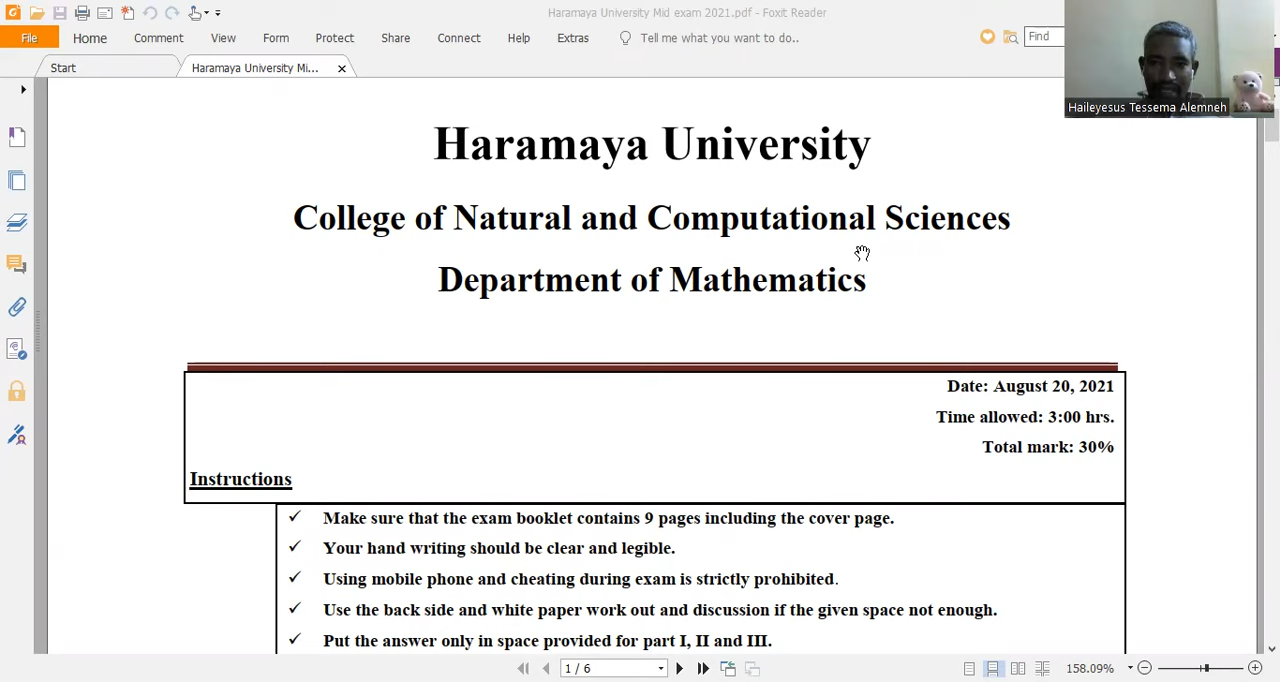 Haramaya University Mid exam 2021.pdf - Foxit Reader
File Home Comment View Form Protect Share Connect Help Extras Tell me what you want to do.. Find
Start Haramaya University Mi...
Haileyesus Tessema Alemneh
Haramaya University
College of Natural and Computational Sciences
Department of Mathematics
Date: August 20, 2021
Time allowed: 3:00 hrs.
Total mark: 30%
Instructions
✓ Make sure that the exam booklet contains 9 pages including the cover page.
✓ Your hand writing should be clear and legible.
✓ Using mobile phone and cheating during exam is strictly prohibited.
✓ Use the back side and white paper work out and discussion if the given space not enough.
✓ Put the answer only in space provided for part I, II and III.
1 / 6 158.09%